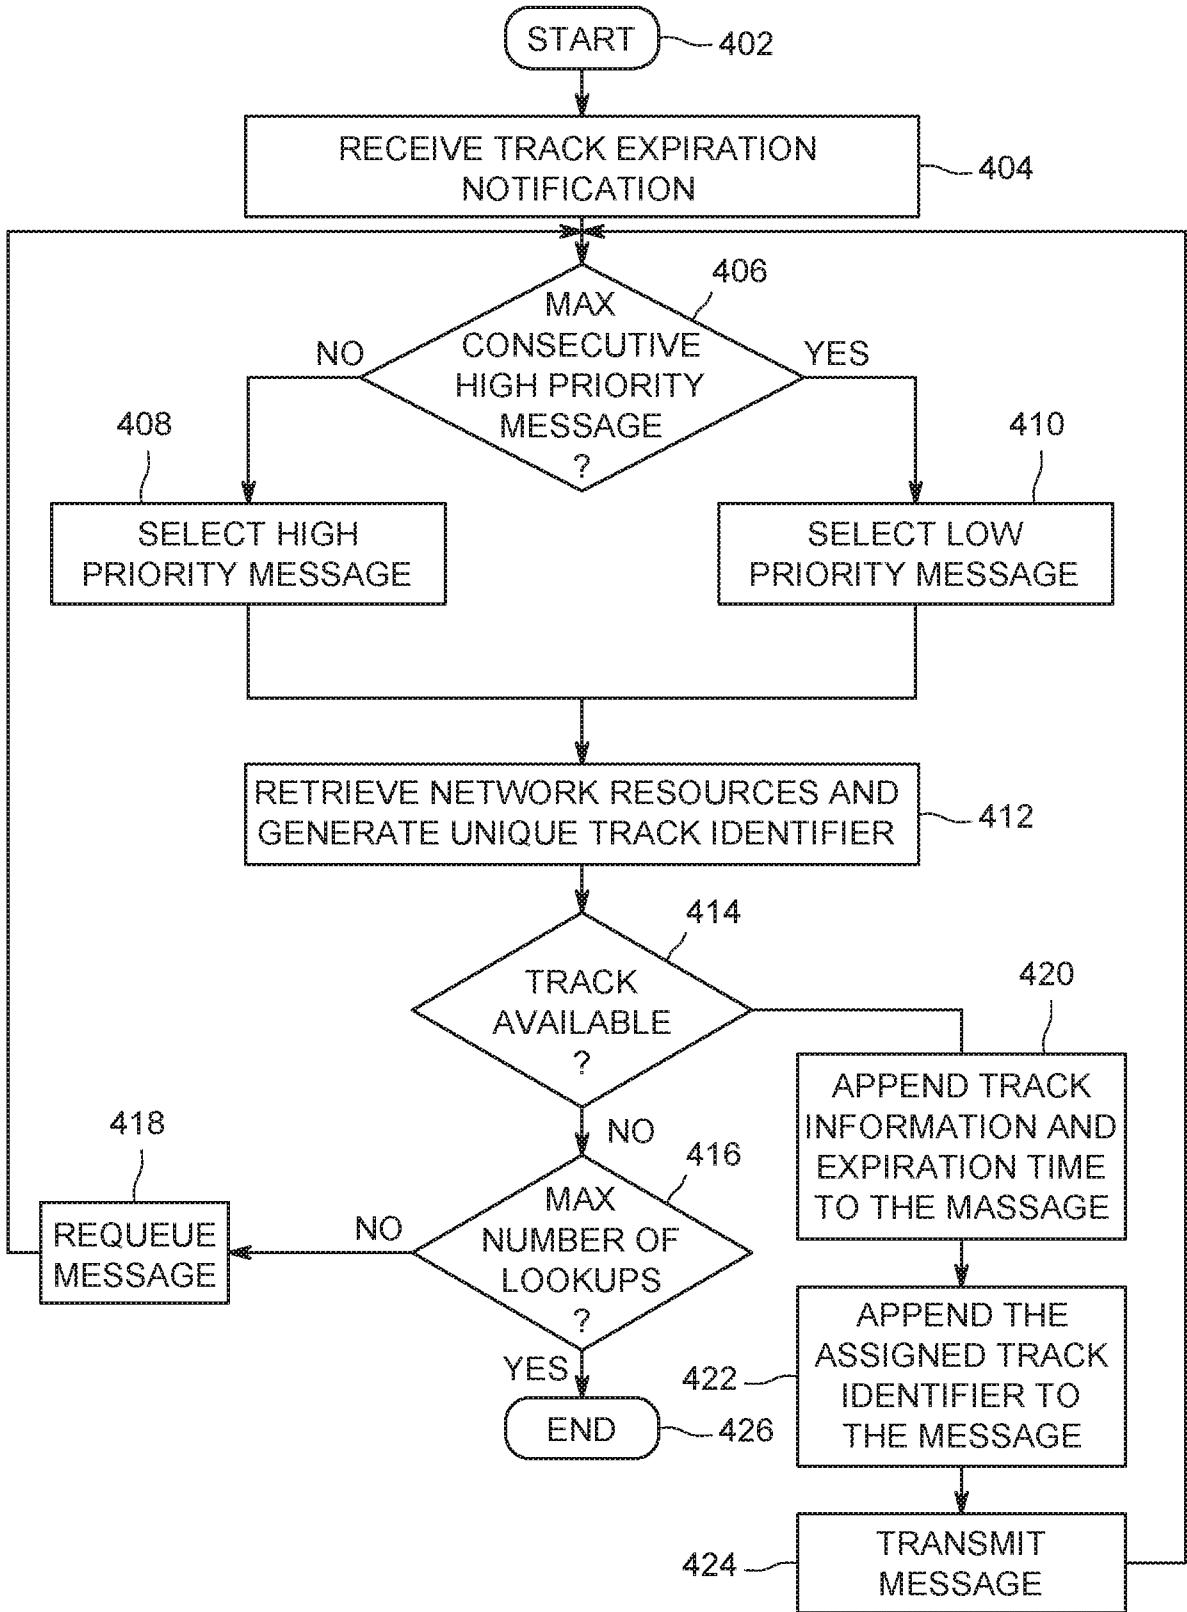 START
402
RECEIVE TRACK EXPIRATION
NOTIFICATION
404
406
MAX
CONSECUTIVE
HIGH PRIORITY
MESSAGE
?
NO
YES
408
SELECT HIGH
PRIORITY MESSAGE
410
SELECT LOW
PRIORITY MESSAGE
RETRIEVE NETWORK RESOURCES AND
GENERATE UNIQUE TRACK IDENTIFIER
412
414
TRACK
AVAILABLE
?
NO
420
APPEND TRACK
INFORMATION AND
EXPIRATION TIME
TO THE MASSAGE
416
MAX
NUMBER OF
LOOKUPS
?
NO
418
REQUEUE
MESSAGE
YES
END
426
422
APPEND THE
ASSIGNED TRACK
IDENTIFIER TO
THE MESSAGE
424
TRANSMIT
MESSAGE